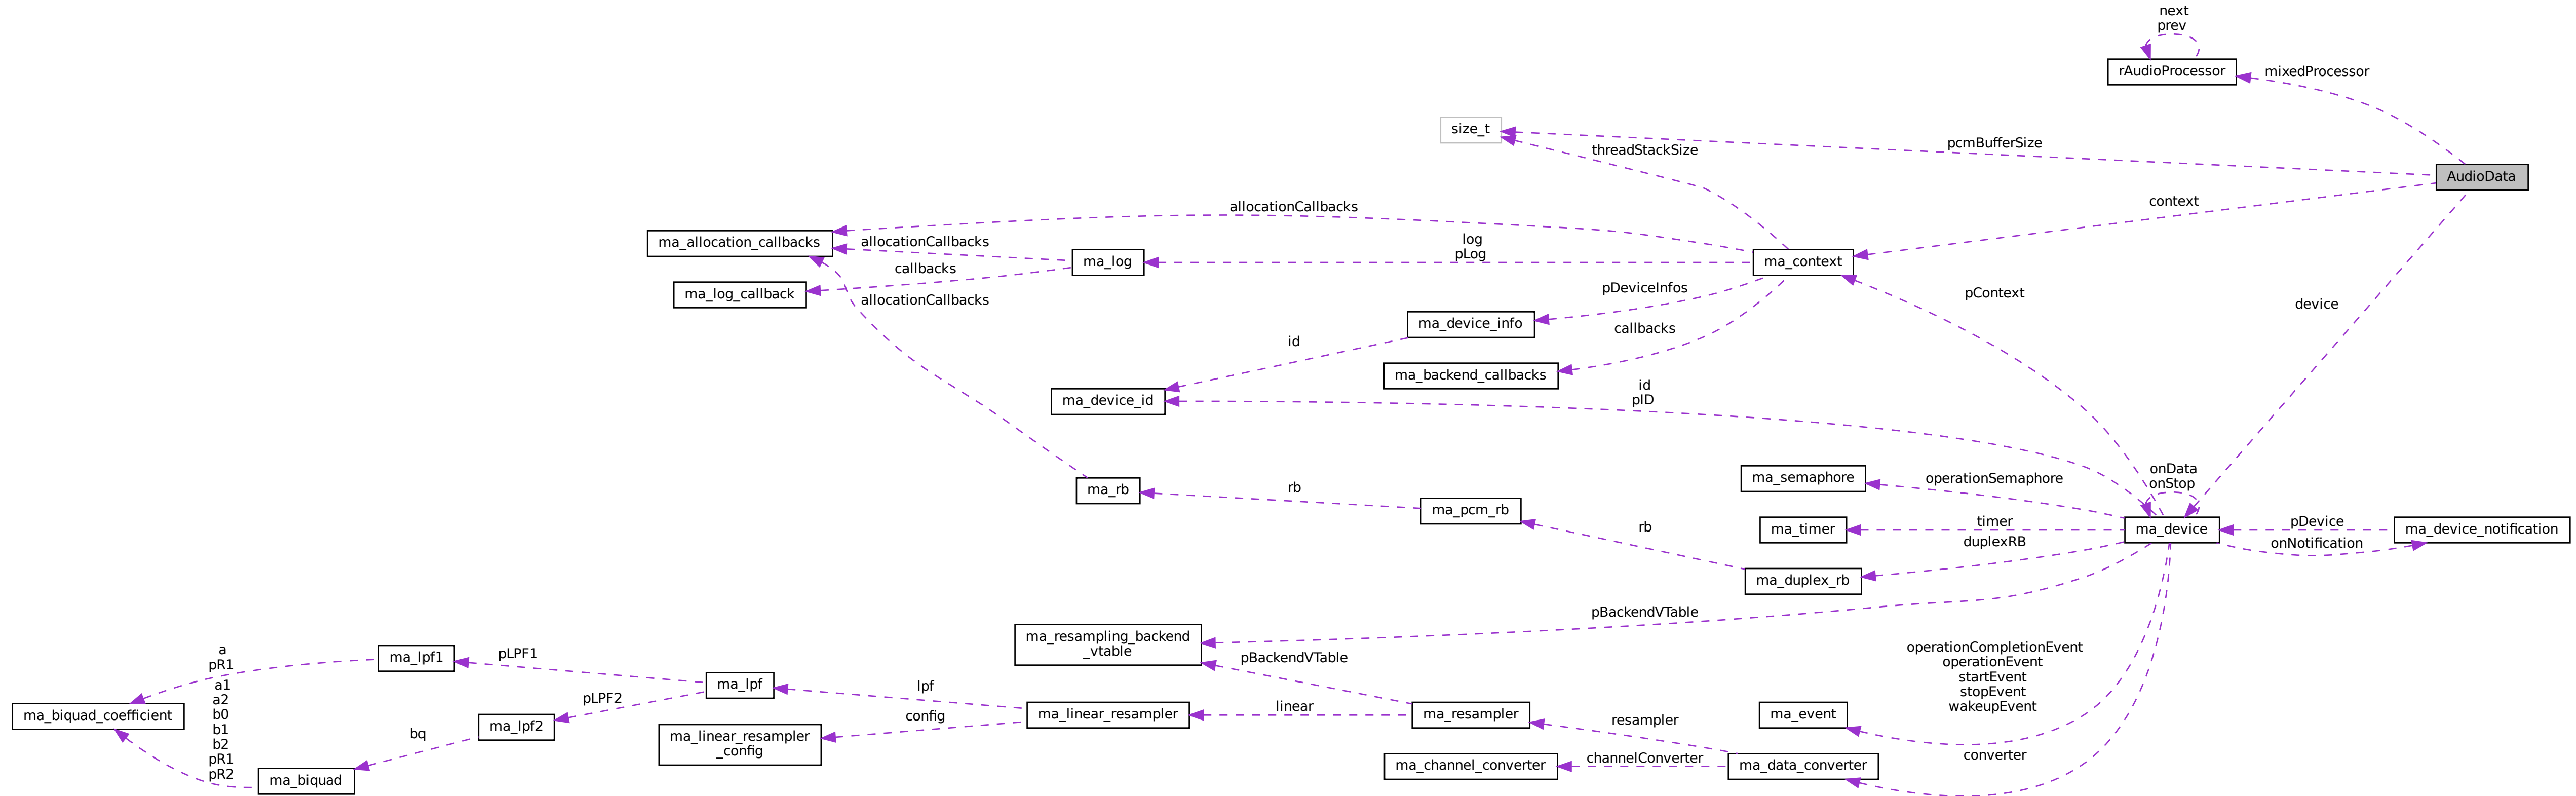 next
prev
rAudioProcessor
mixedProcessor
size_t
pcmBufferSize
threadStackSize
AudioData
context
allocationCallbacks
ma_allocation_callbacks
allocationCallbacks
log
pLog
ma_log
ma_context
callbacks
ma_log_callback
allocationCallbacks
pDeviceInfos
pContext
device
ma_device_info
callbacks
id
ma_backend_callbacks
id
pID
ma_device_id
onData
onStop
ma_semaphore
operationSemaphore
rb
ma_rb
ma_pcm_rb
rb
ma_timer
timer
ma_device
pDevice
ma_device_notification
duplexRB
onNotification
ma_duplex_rb
pBackendVTable
ma_resampling_backend
_vtable
pBackendVTable
a
pR1
ma_lpf1
pLPF1
operationCompletionEvent
operationEvent
startEvent
stopEvent
wakeupEvent
a1
a2
b0
b1
b2
pR1
pR2
ma_lpf
pLPF2
lpf
ma_biquad_coefficient
ma_lpf2
config
ma_linear_resampler
linear
ma_resampler
resampler
ma_event
bq
ma_linear_resampler
_config
converter
ma_biquad
ma_channel_converter
channelConverter
ma_data_converter